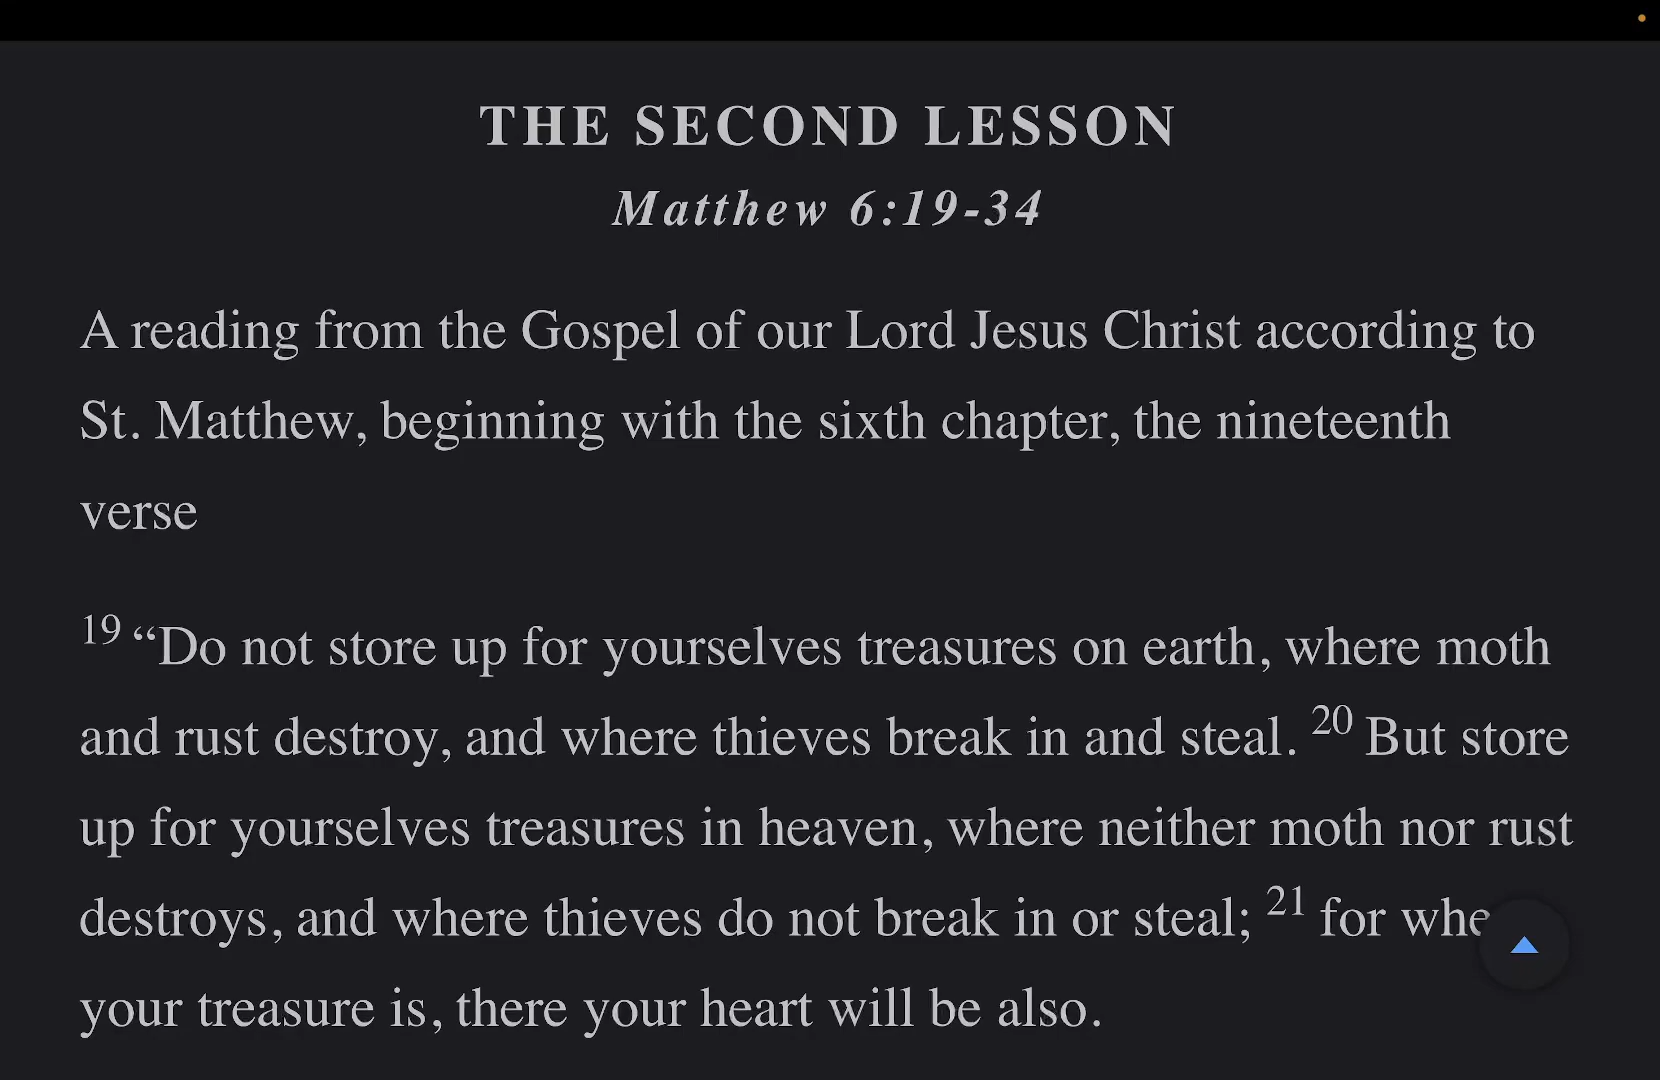 THE SECOND LESSON
Matthew 6:19-34
A reading from the Gospel of our Lord Jesus Christ according to
St. Matthew, beginning with the sixth chapter, the nineteenth
verse
19 “Do not store up for yourselves treasures on earth, where moth
and rust destroy, and where thieves break in and steal. 20 But store
up for yourselves treasures in heaven, where neither moth nor rust
destroys, and where thieves do not break in or steal; 21 for
your treasure is, there your heart will be also.